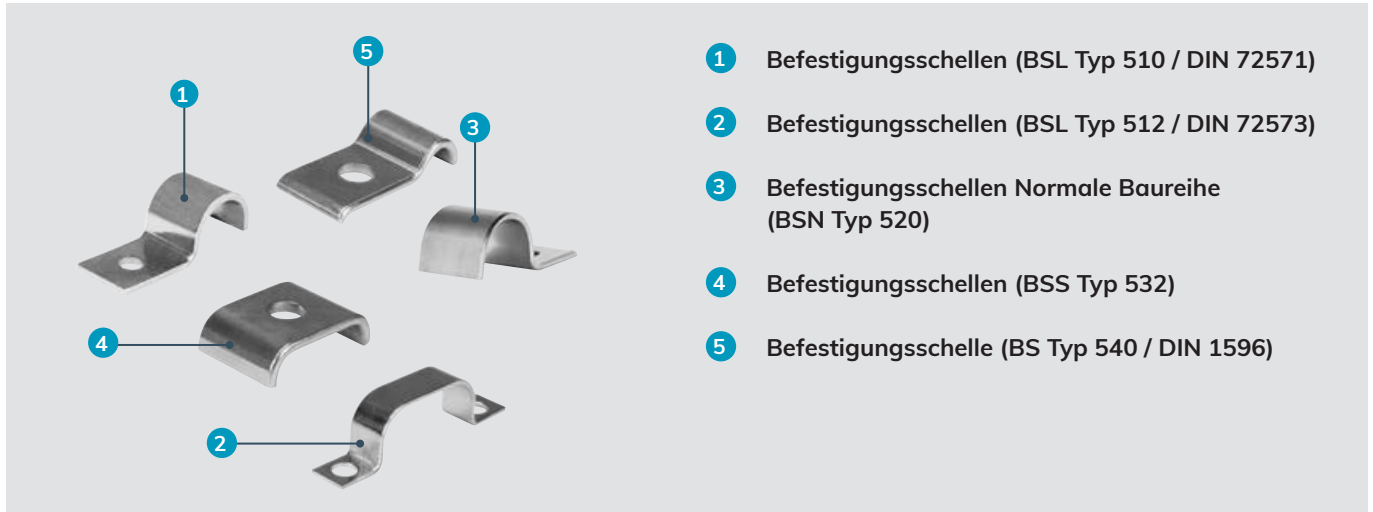 5
1
3
4
2
1 Befestigungsschellen (BSL Typ 510 / DIN 72571)
2 Befestigungsschellen (BSL Typ 512 / DIN 72573)
3 Befestigungsschellen Normale Baureihe
(BSN Typ 520)
4 Befestigungsschellen (BSS Typ 532)
5 Befestigungsschelle (BS Typ 540 / DIN 1596)